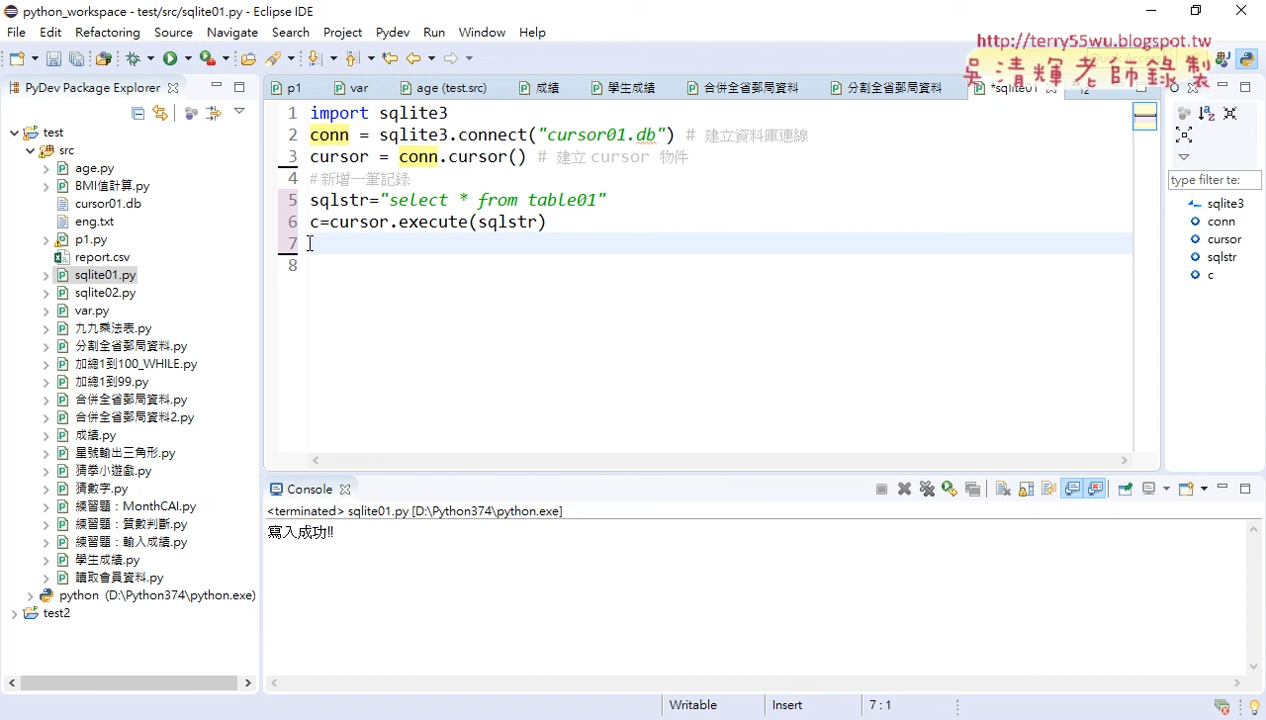 python_workspace - test/src/sqlite01.py - Eclipse IDE
File Edit Refactoring Source Navigate Search Project Pydev Run Window Help
http://terry55wu.blogspot.tw
吳清輝老師錄製
PyDev Package Explorer
p1 var age (test.src) 成績 學生成績 合併全省郵局資料 分割全省郵局資料 *sqlite01
test
src
age.py
BMI值計算.py
cursor01.db
eng.txt
p1.py
report.csv
sqlite01.py
sqlite02.py
var.py
九九乘法表.py
分割全省郵局資料.py
加總1到100_WHILE.py
加總1到99.py
合併全省郵局資料.py
合併全省郵局資料2.py
成績.py
星號輸出三角形.py
猜拳小遊戲.py
猜數字.py
練習題：MonthCAI.py
練習題：質數判斷.py
練習題：輸入成績.py
學生成績.py
讀取會員資料.py
python (D:\Python374\python.exe)
test2
1 import sqlite3
2 conn = sqlite3.connect("cursor01.db") # 建立資料庫連線
3 cursor = conn.cursor() # 建立 cursor 物件
4 #新增一筆記錄
5 sqlstr="select * from table01"
6 c=cursor.execute(sqlstr)
7
8
type filter te:
sqlite3
conn
cursor
sqlstr
c
Console
<terminated> sqlite01.py [D:\Python374\python.exe]
寫入成功!!
Writable Insert 7 : 1